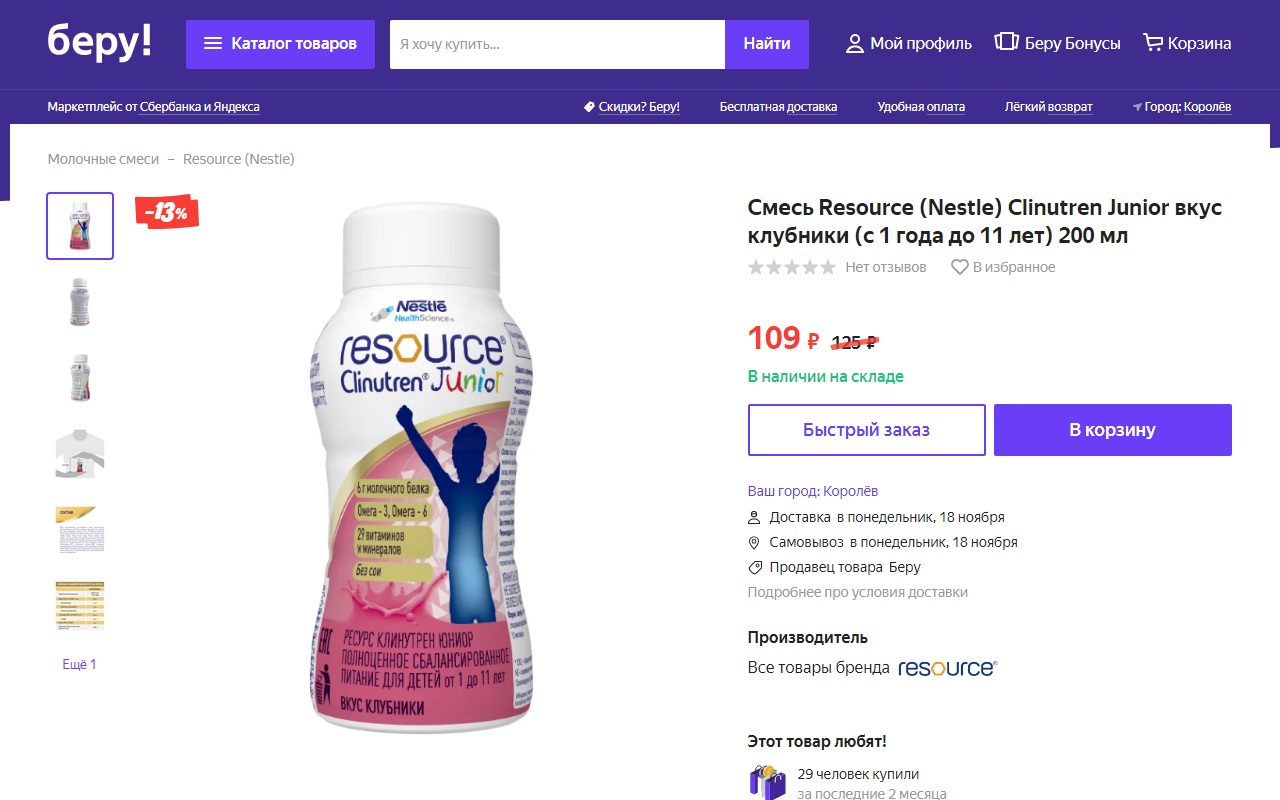 беру!
Каталог товаров
Я хочу купить...
Найти
Мой профиль
Беру Бонусы
Корзина
Маркетплейс от Сбербанка и Яндекса
Скидки? Беру!
Бесплатная доставка
Удобная оплата
Лёгкий возврат
Город: Королёв
Молочные смеси – Resource (Nestle)
-13%
СОСТАВ
Ещё 1
Nestlē
HealthScience
resource®
Clinutren® Junior
6 г молочного белка
Омега - 3, Омега - 6
29 витаминов
и минералов
Без сои
EAC
РЕСУРС КЛИНУТРЕН ЮНИОР
ПОЛНОЦЕННОЕ СБАЛАНСИРОВАННОЕ
ПИТАНИЕ ДЛЯ ДЕТЕЙ от 1 до 11 лет
ВКУС КЛУБНИКИ
Смесь Resource (Nestle) Clinutren Junior вкус
клубники (с 1 года до 11 лет) 200 мл
Нет отзывов
В избранное
109 ₽ 125 ₽
В наличии на складе
Быстрый заказ
В корзину
Ваш город: Королёв
Доставка в понедельник, 18 ноября
Самовывоз в понедельник, 18 ноября
Продавец товара Беру
Подробнее про условия доставки
Производитель
Все товары бренда resource®
Этот товар любят!
29 человек купили
за последние 2 месяца